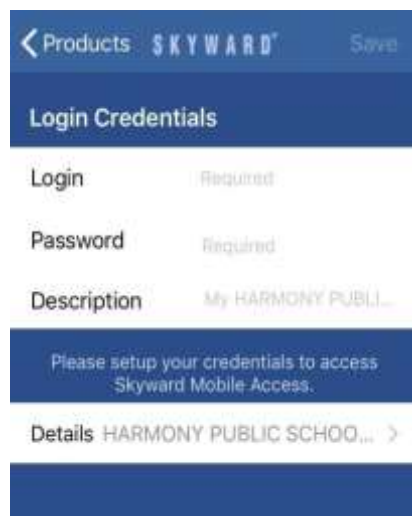 Products SKYWARD® Save
Login Credentials
Login Required
Password Required
Description My HARMONY PUBLI...
Please setup your credentials to access
Skyward Mobile Access.
Details HARMONY PUBLIC SCHOO...